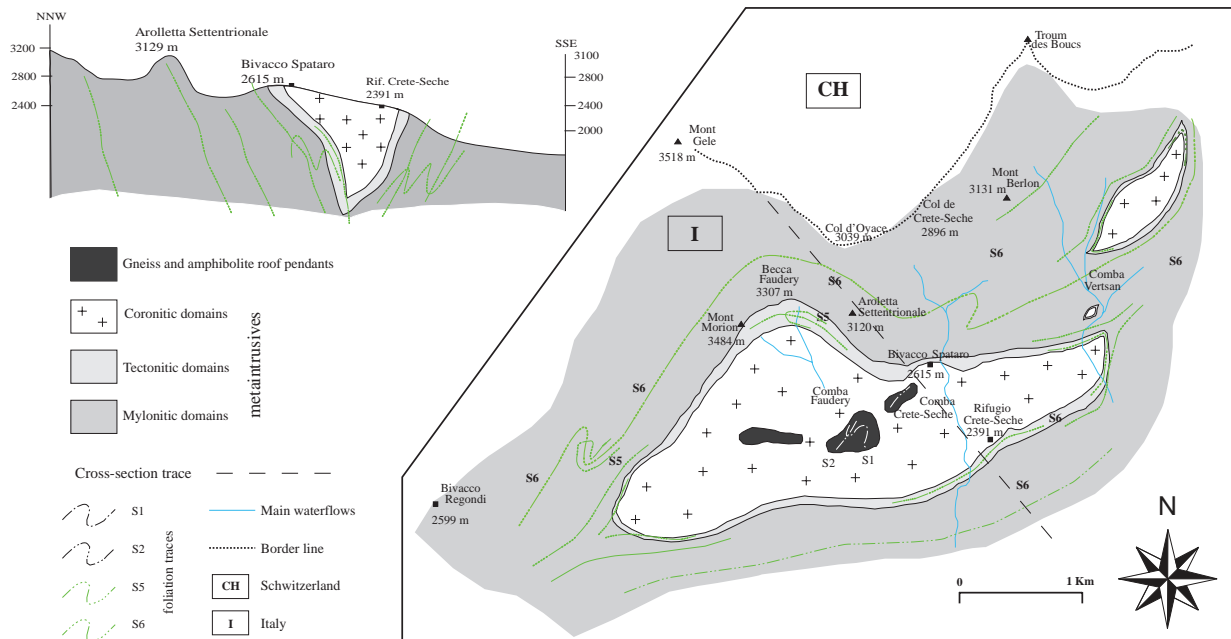 NNW
3200
2800
2400
Arolletta Settentrionale
3129 m
Bivacco Spataro
2615 m
Rif. Crete-Seche
2391 m
SSE
3100
2800
2400
2000
Gneiss and amphibolite roof pendants
Coronitic domains
Tectonitic domains
Mylonitic domains
metaintrusives
Cross-section trace
S1
S2
S5
S6
foliation traces
Main waterflows
Border line
CH
Schwitzerland
I
Italy
Troum
des Boucs
CH
Mont
Gele
3518 m
Mont
Berlon
3131 m
Col de
Crete-Seche
2896 m
Col d'Oyace
3039 m
I
S6
S6
Comba
Vertsan
Becca
Faudery
3307 m
S6
Aroletta
Settentrionale
3120 m
S5
Mont
Morion
3484 m
Bivacco Spataro
2615 m
S6
Comba
Faudery
Comba
Crete-Seche
Rifugio
Crete-Seche
2391 m
S6
S2
S1
S5
S6
S6
Bivacco
Regondi
2599 m
N
0
1 Km